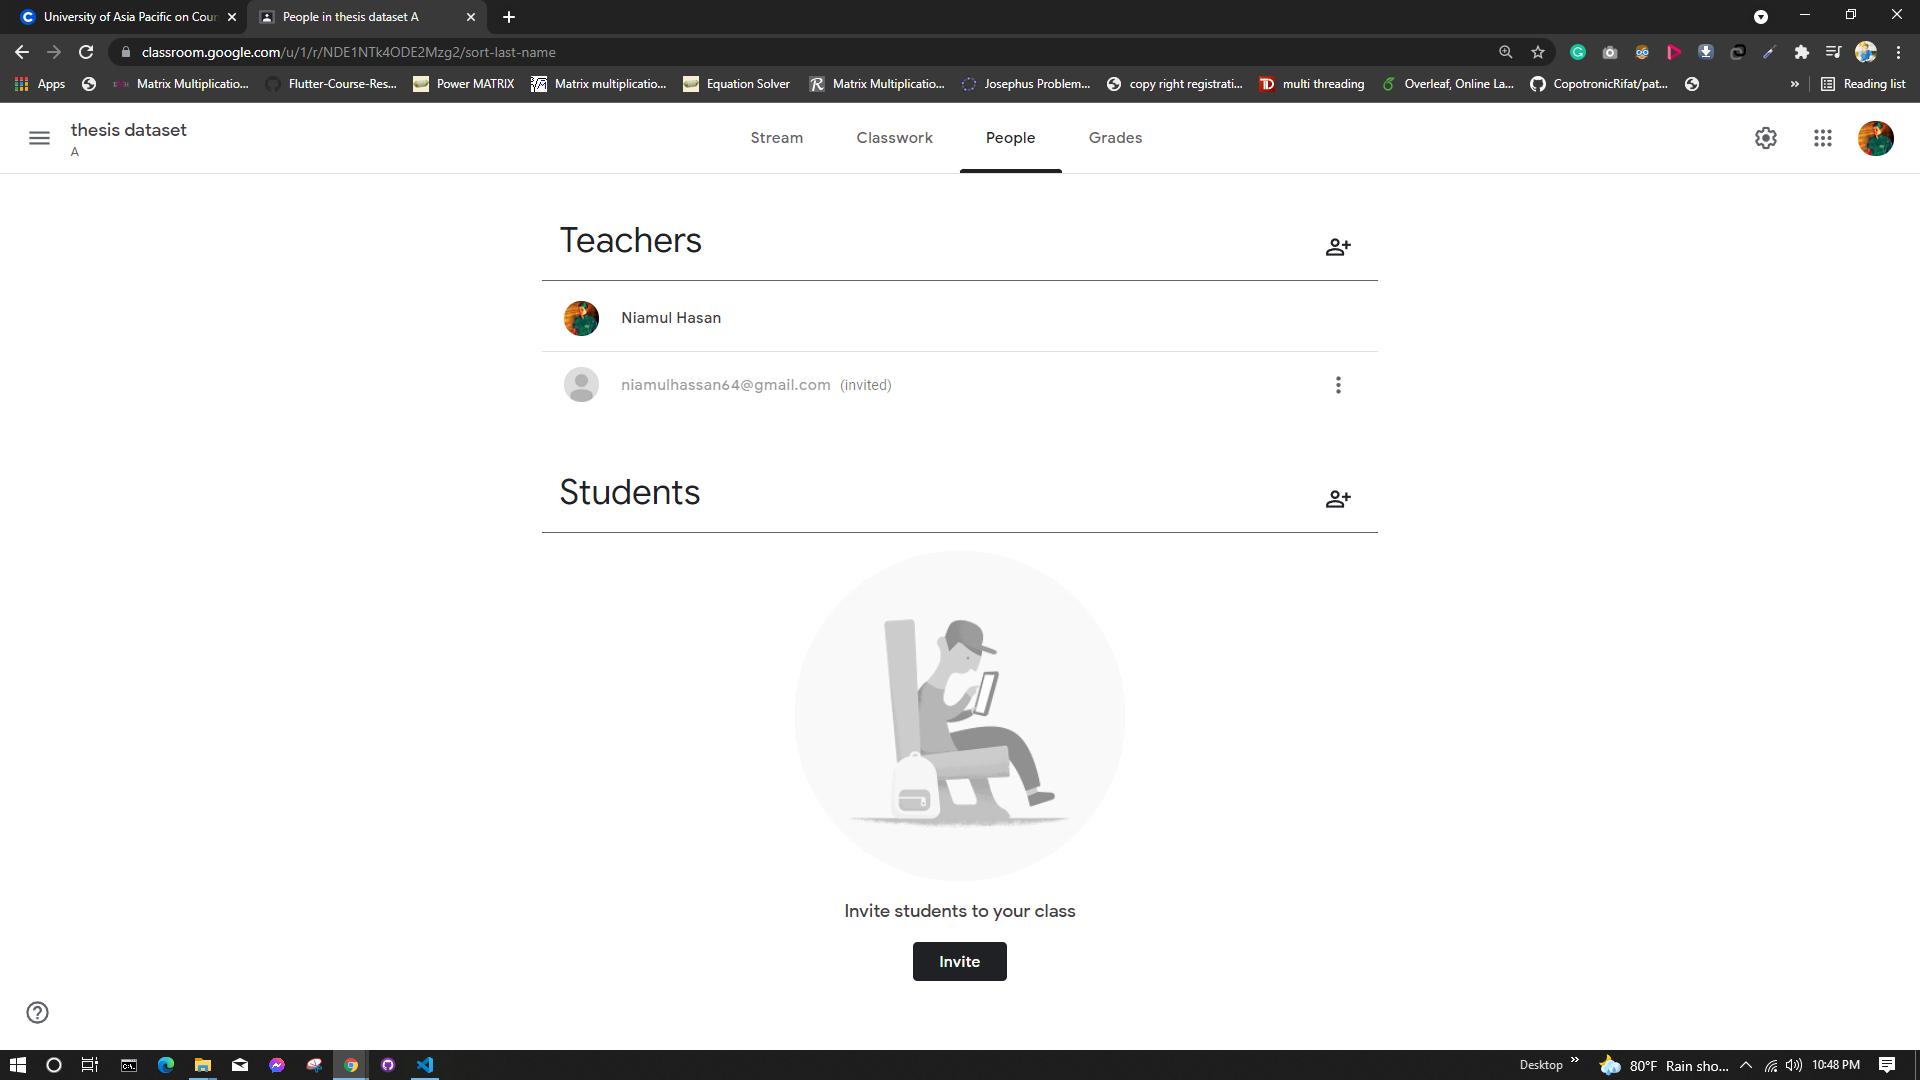 University of Asia Pacific on Cour
People in thesis dataset A
classroom.google.com/u/1/r/NDE1NTk4ODE2Mzg2/sort-last-name
Apps
Matrix Multiplicatio...
Flutter-Course-Res...
Power MATRIX
Matrix multiplicatio...
Equation Solver
Matrix Multiplicatio...
Josephus Problem...
copy right registrati...
multi threading
Overleaf, Online La...
CopotronicRifat/pat...
»
Reading list
thesis dataset
A
Stream
Classwork
People
Grades
Teachers
Niamul Hasan
niamulhassan64@gmail.com (invited)
Students
Invite students to your class
Invite
Desktop »
80°F Rain sho...
10:48 PM